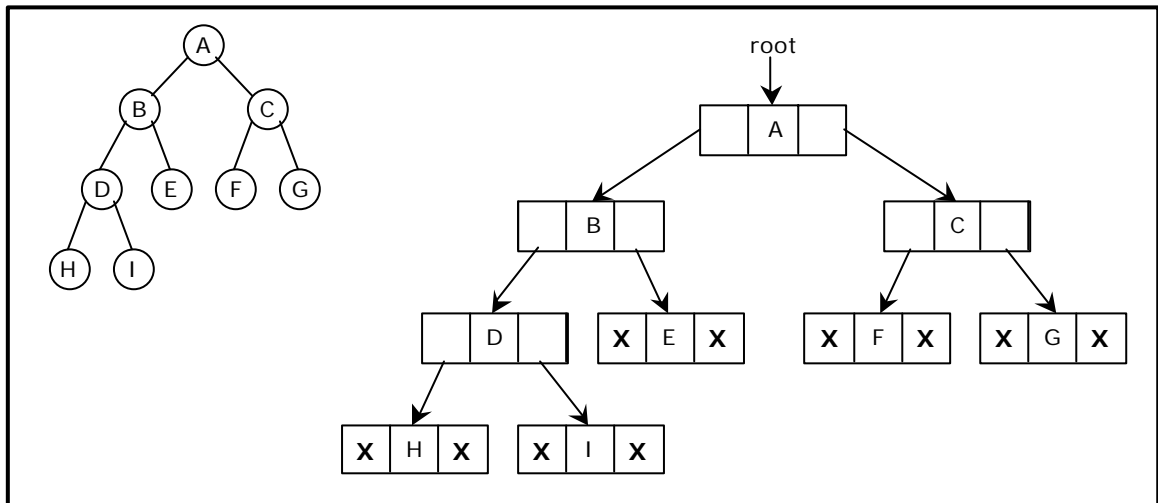 A
B C
D E F G
H I
root
A
B C
D X E X X F X X G X
X H X X I X